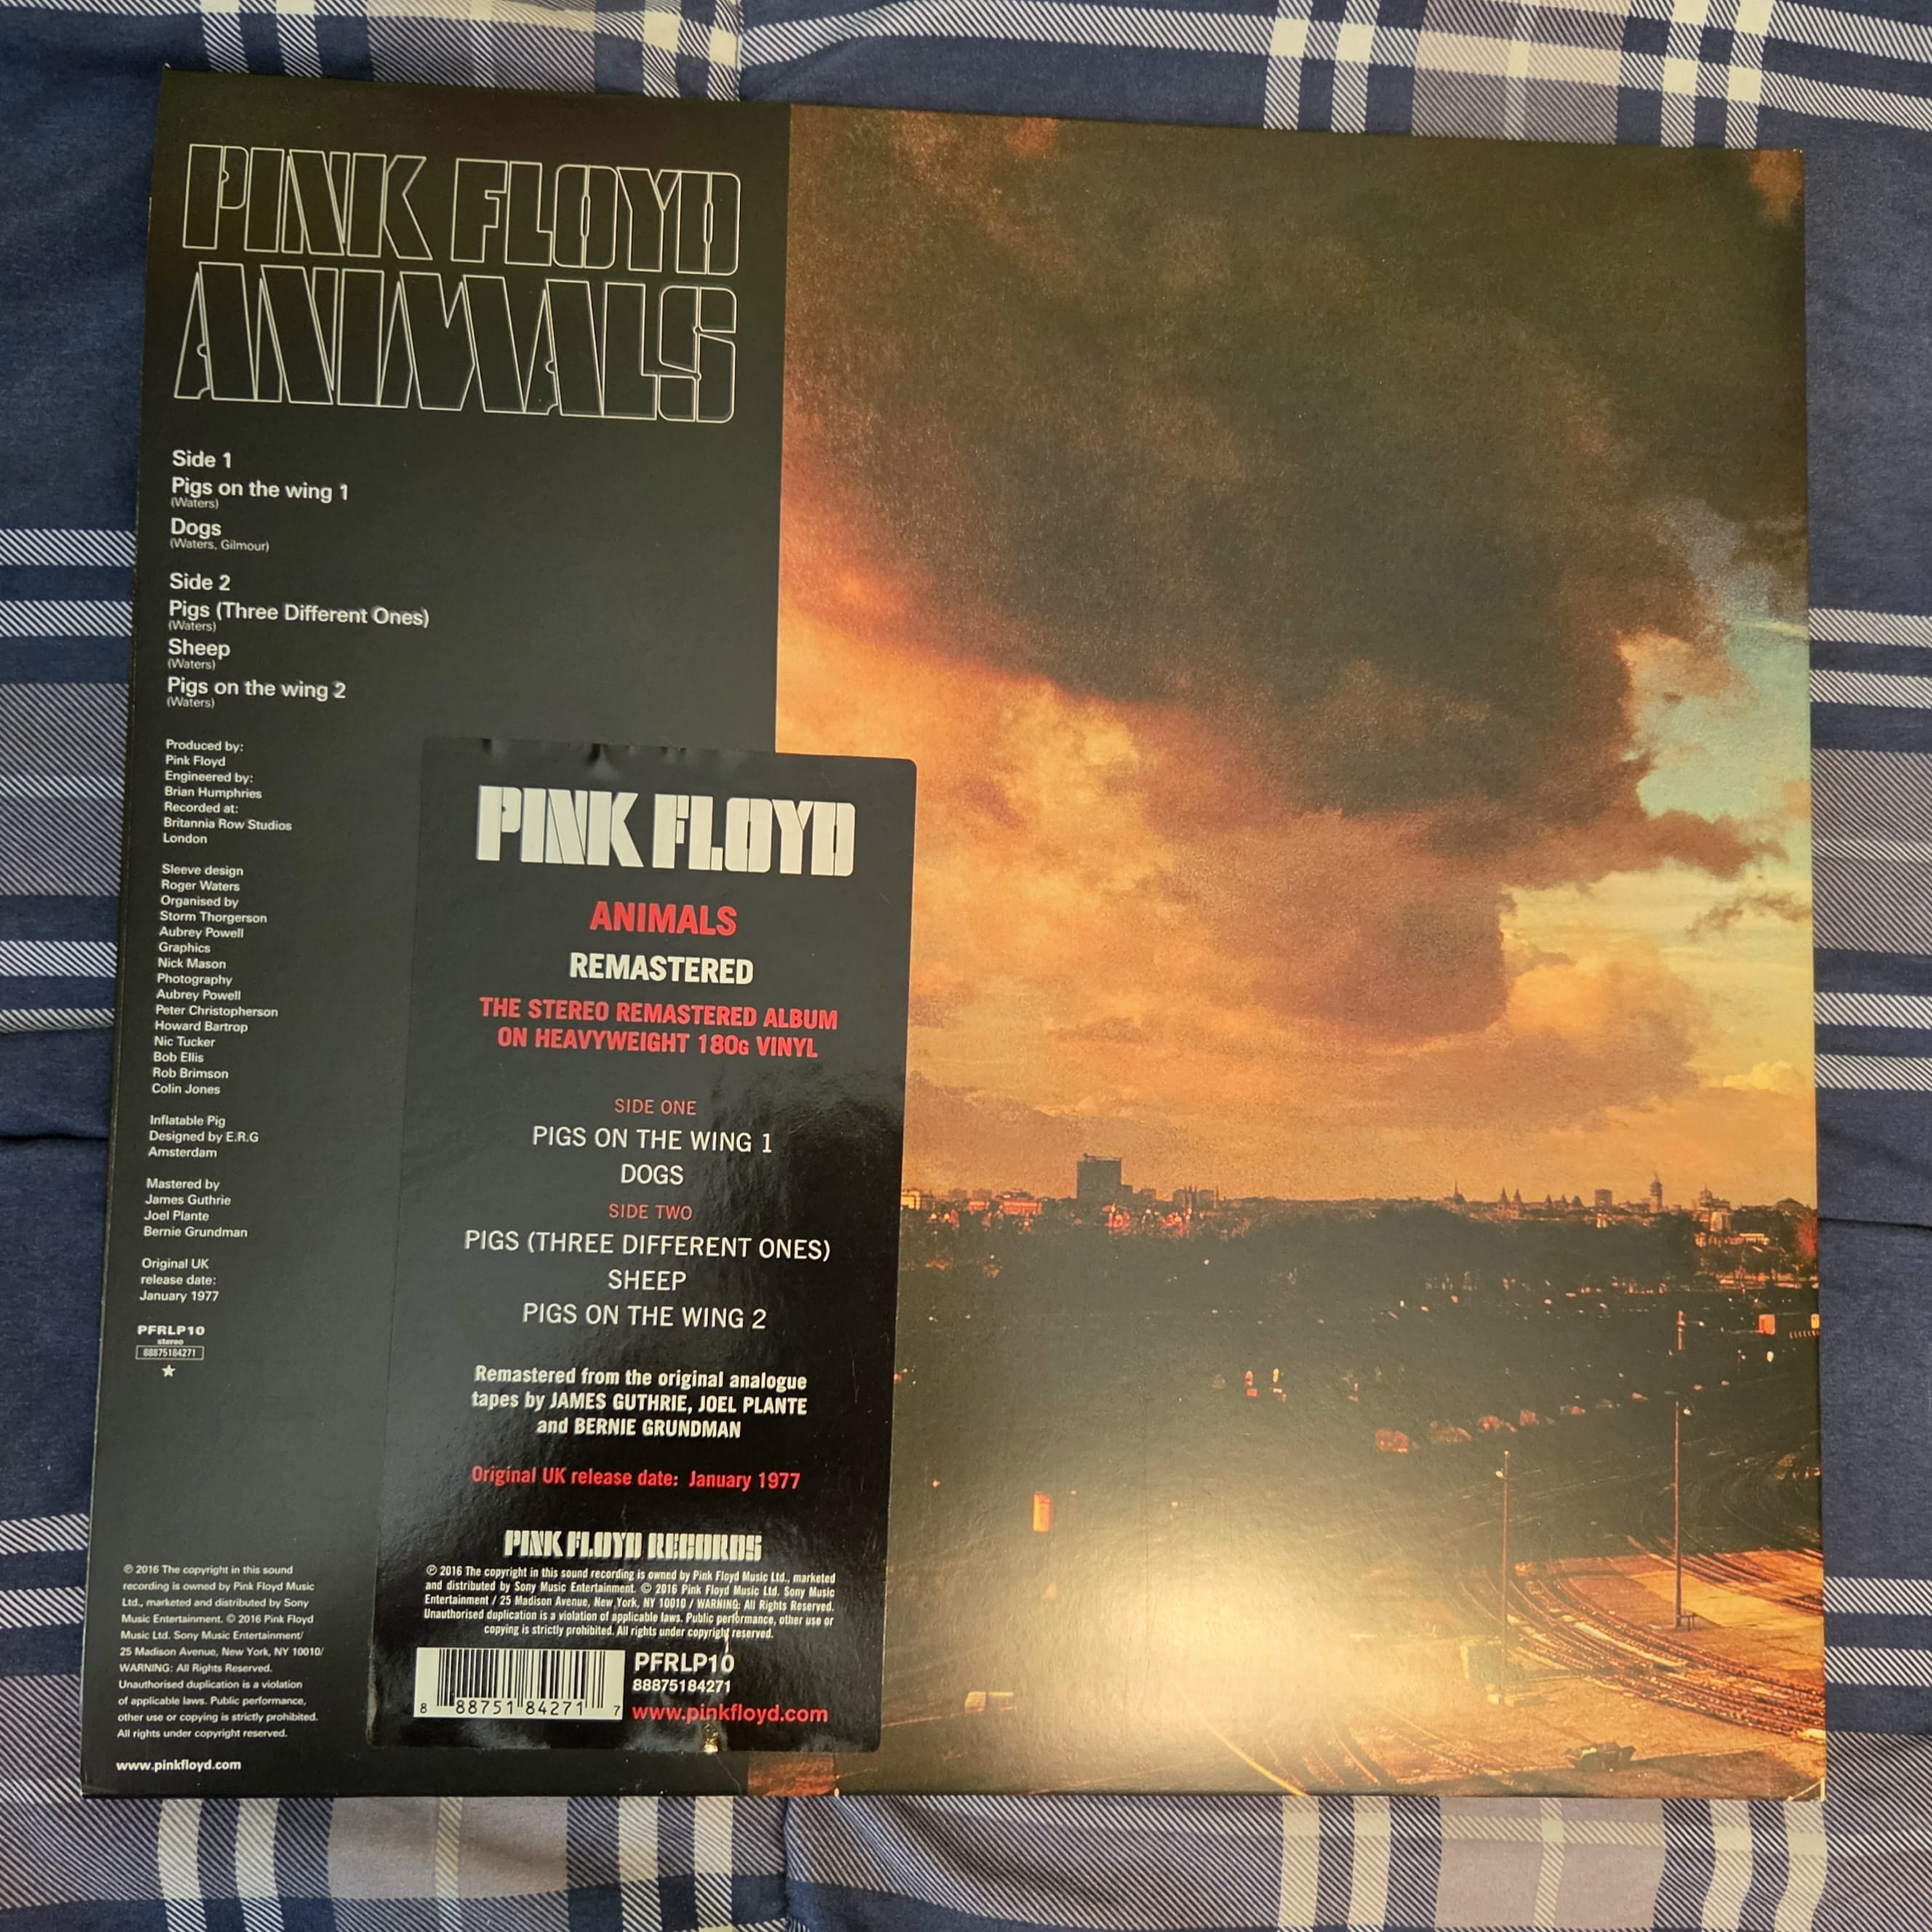 PINK FLOYD
ANIMALS
Side 1
Pigs on the wing 1
(Waters)
Dogs
(Waters, Gilmour)
Side 2
Pigs (Three Different Ones)
(Waters)
Sheep
(Waters)
Pigs on the wing 2
(Waters)
Produced by:
Pink Floyd
Engineered by:
Brian Humphries
Recorded at:
Britannia Row Studios
London
Sleeve design
Roger Waters
Organised by
Storm Thorgerson
Aubrey Powell
Graphics
Nick Mason
Photography
Aubrey Powell
Peter Christopherson
Howard Bartrop
Nic Tucker
Bob Ellis
Rob Brimson
Colin Jones
Inflatable Pig
Designed by E.R.G
Amsterdam
Mastered by
James Guthrie
Joel Plante
Bernie Grundman
Original UK
release date:
January 1977
PFRLP10
stereo
88875184271
℗ 2016 The copyright in this sound
recording is owned by Pink Floyd Music
Ltd., marketed and distributed by Sony
Music Entertainment. © 2016 Pink Floyd
Music Ltd. Sony Music Entertainment/
25 Madison Avenue, New York, NY 10010/
WARNING: All Rights Reserved.
Unauthorised duplication is a violation
of applicable laws. Public performance,
other use or copying is strictly prohibited.
All rights under copyright reserved.
www.pinkfloyd.com
PINK FLOYD
ANIMALS
REMASTERED
THE STEREO REMASTERED ALBUM
ON HEAVYWEIGHT 180G VINYL
SIDE ONE
PIGS ON THE WING 1
DOGS
SIDE TWO
PIGS (THREE DIFFERENT ONES)
SHEEP
PIGS ON THE WING 2
Remastered from the original analogue
tapes by JAMES GUTHRIE, JOEL PLANTE
and BERNIE GRUNDMAN
Original UK release date: January 1977
PINK FLOYD RECORDS
℗ 2016 The copyright in this sound recording is owned by Pink Floyd Music Ltd., marketed
and distributed by Sony Music Entertainment. © 2016 Pink Floyd Music Ltd. Sony Music
Entertainment / 25 Madison Avenue, New York, NY 10010 / WARNING: All Rights Reserved.
Unauthorised duplication is a violation of applicable laws. Public performance, other use or
copying is strictly prohibited. All rights under copyright reserved.
8 88751 84271 7
PFRLP10
88875184271
www.pinkfloyd.com